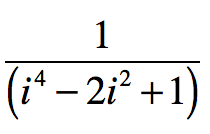 1
(i⁴ − 2i² + 1)